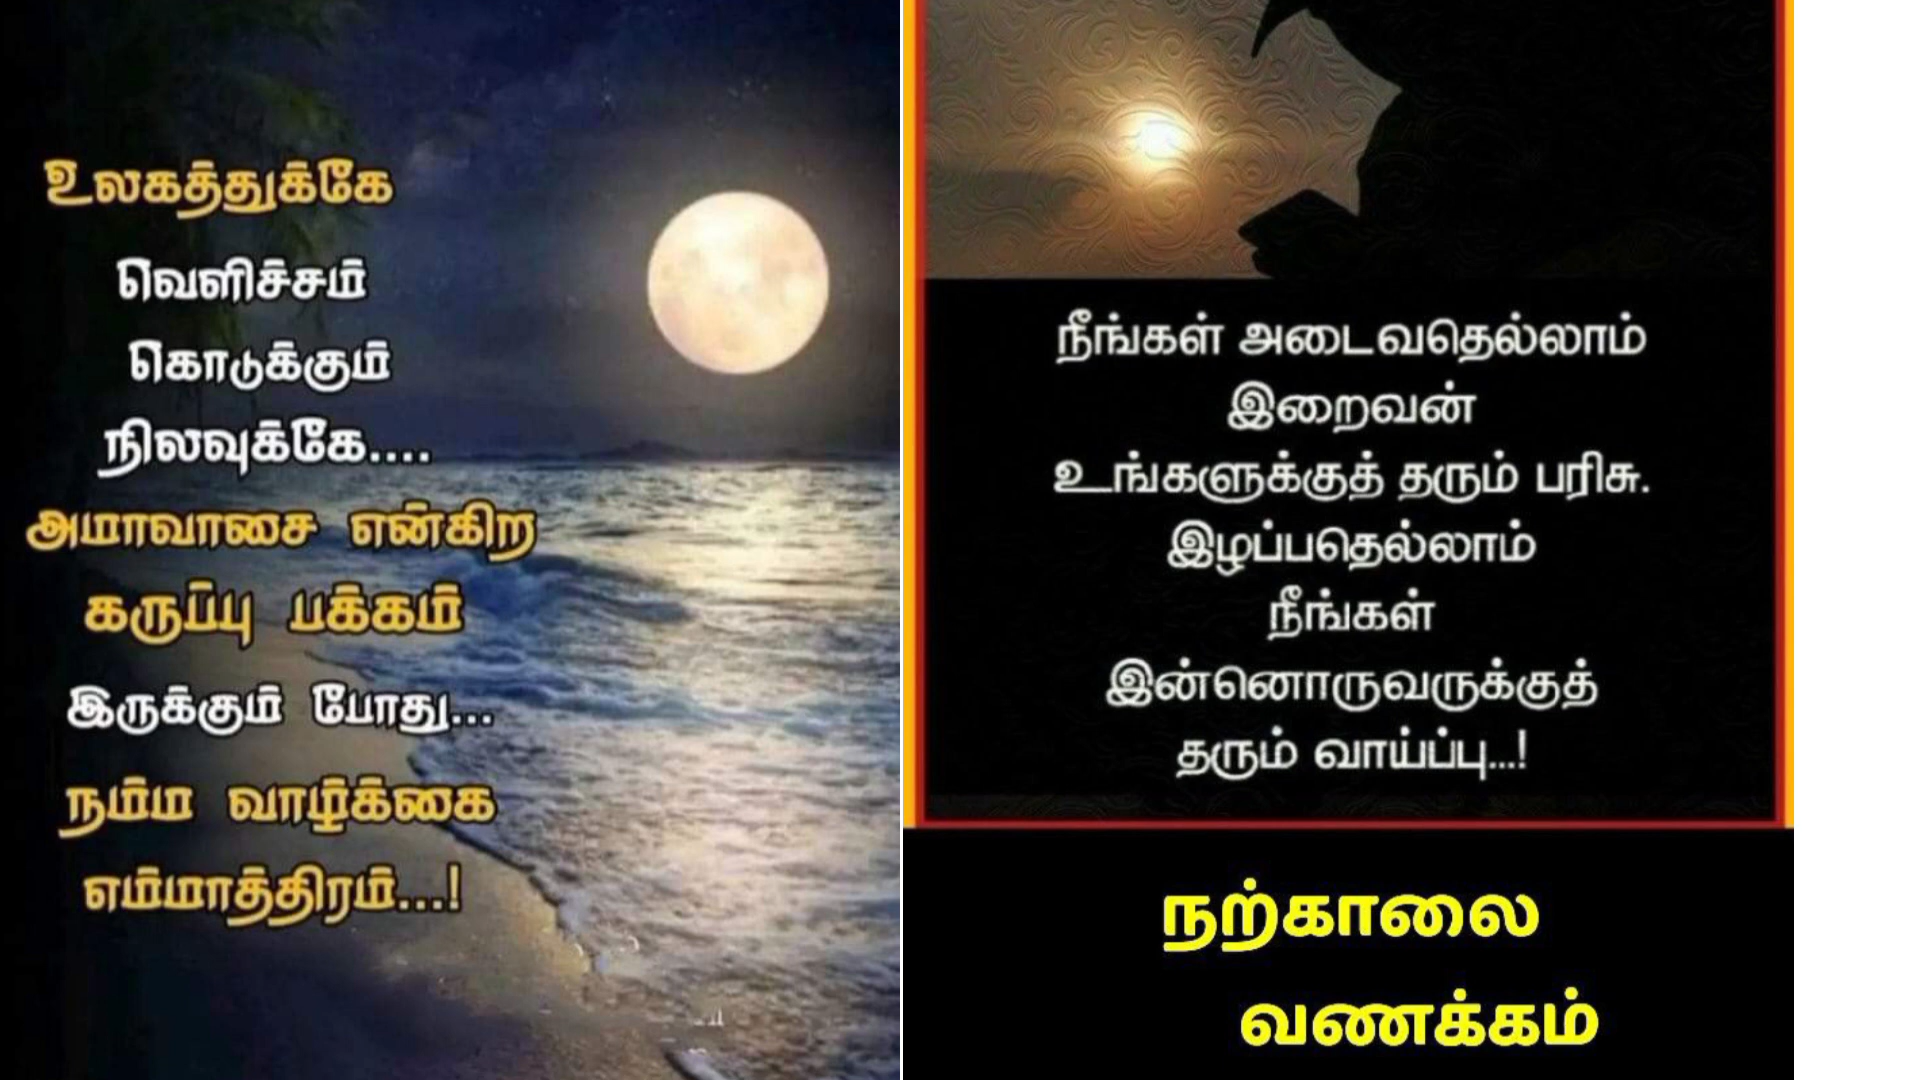 உலகத்துக்கே
வெளிச்சம்
கொடுக்கும்
நிலவுக்கே....
அமாவாசை என்கிற
கருப்பு பக்கம்
இருக்கும் போது...
நம்ம வாழ்க்கை
எம்மாத்திரம்...!
நீங்கள் அடைவதெல்லாம்
இறைவன்
உங்களுக்குத் தரும் பரிசு.
இழப்பதெல்லாம்
நீங்கள்
இன்னொருவருக்குத்
தரும் வாய்ப்பு...!
நற்காலை
வணக்கம்